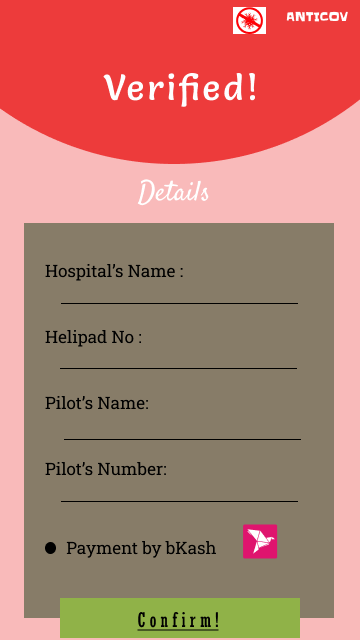 ANTICOV
Verified!
Details
Hospital's Name :
Helipad No :
Pilot's Name:
Pilot's Number:
Payment by bKash
Confirm!